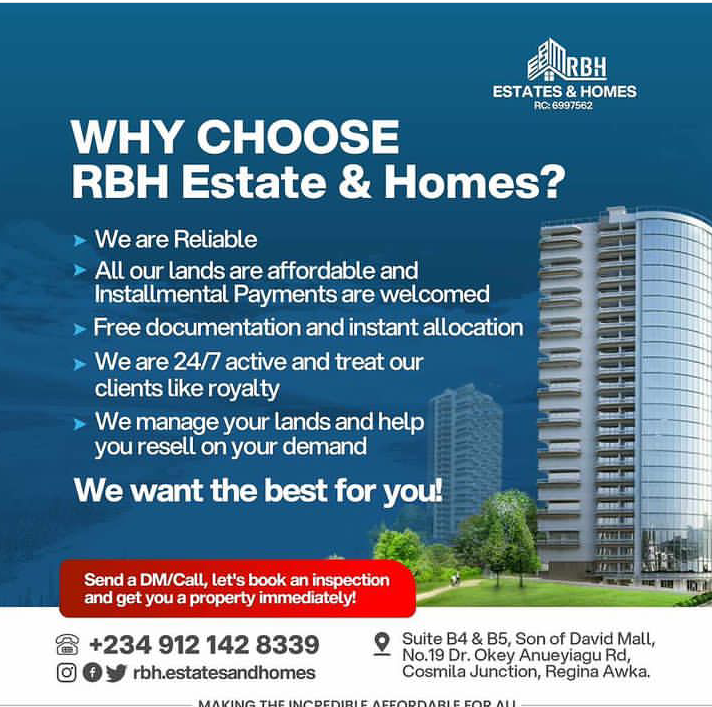 RBH
ESTATES & HOMES
RC: 6997562
WHY CHOOSE
RBH Estate & Homes?
We are Reliable
All our lands are affordable and
Installmental Payments are welcomed
Free documentation and instant allocation
We are 24/7 active and treat our
clients like royalty
We manage your lands and help
you resell on your demand
We want the best for you!
Send a DM/Call, let's book an inspection
and get you a property immediately!
+234 912 142 8339
rbh.estatesandhomes
Suite B4 & B5, Son of David Mall,
No.19 Dr. Okey Anueyiagu Rd,
Cosmila Junction, Regina Awka.
MAKING THE INCREDIBLE AFFORDABLE FOR ALL